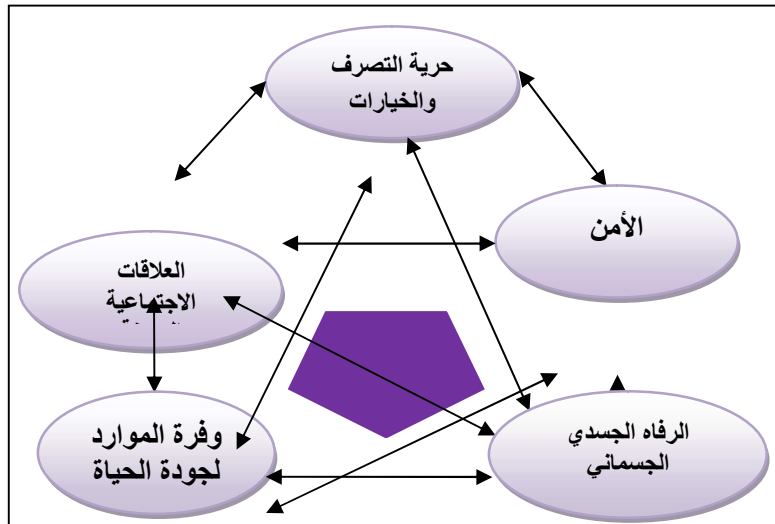 حرية التصرف
والخيارات
الأمن
العلاقات
الاجتماعية
وفرة الموارد
لجودة الحياة
الرفاه الجسدي
الجسماني